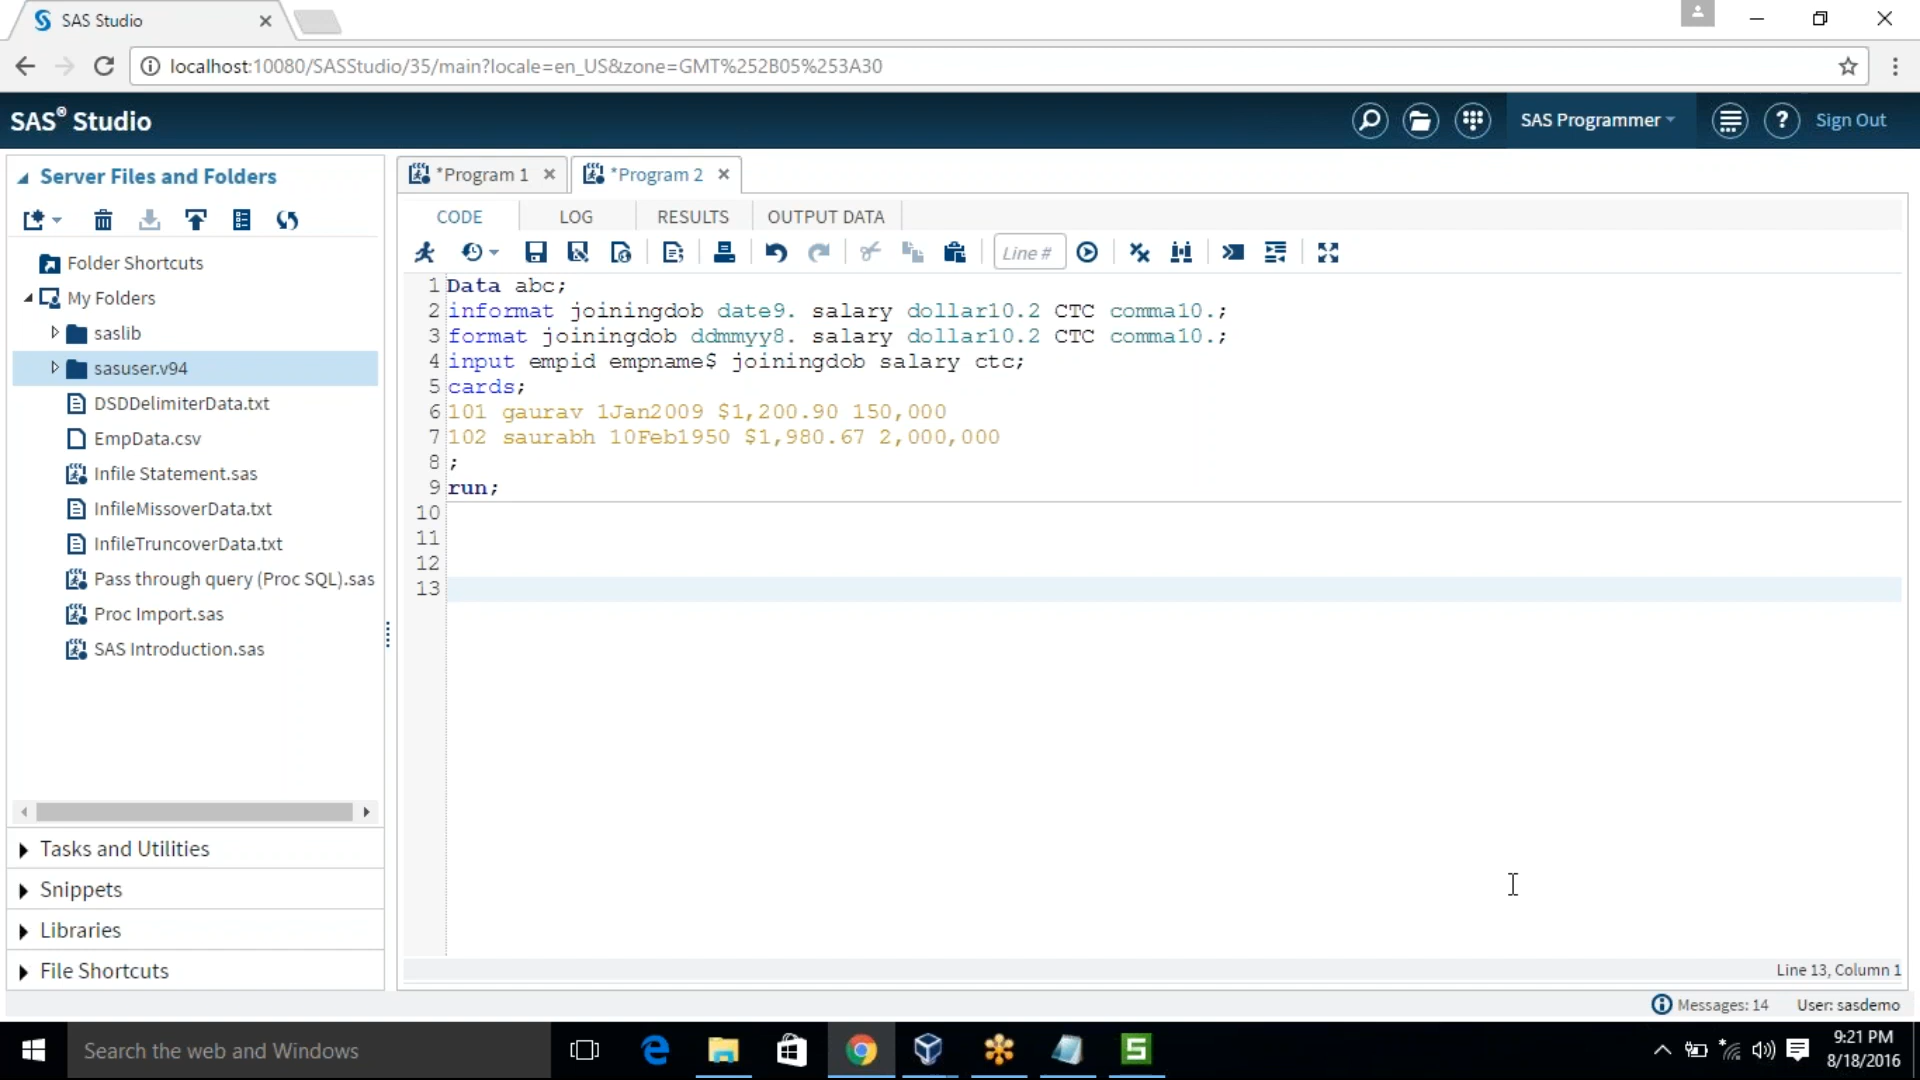 SAS Studio
localhost:10080/SASStudio/35/main?locale=en_US&zone=GMT%252B05%253A30
SAS® Studio
SAS Programmer
Sign Out
Server Files and Folders
Folder Shortcuts
My Folders
saslib
sasuser.v94
DSDDelimiterData.txt
EmpData.csv
Infile Statement.sas
InfileMissoverData.txt
InfileTruncoverData.txt
Pass through query (Proc SQL).sas
Proc Import.sas
SAS Introduction.sas
Tasks and Utilities
Snippets
Libraries
File Shortcuts
*Program 1
*Program 2
CODE LOG RESULTS OUTPUT DATA
Line #
1 Data abc;
2 informat joiningdob date9. salary dollar10.2 CTC comma10.;
3 format joiningdob ddmmyy8. salary dollar10.2 CTC comma10.;
4 input empid empname$ joiningdob salary ctc;
5 cards;
6 101 gaurav 1Jan2009 $1,200.90 150,000
7 102 saurabh 10Feb1950 $1,980.67 2,000,000
8 ;
9 run;
10
11
12
13
Line 13, Column 1
Messages: 14 User: sasdemo
Search the web and Windows
9:21 PM
8/18/2016